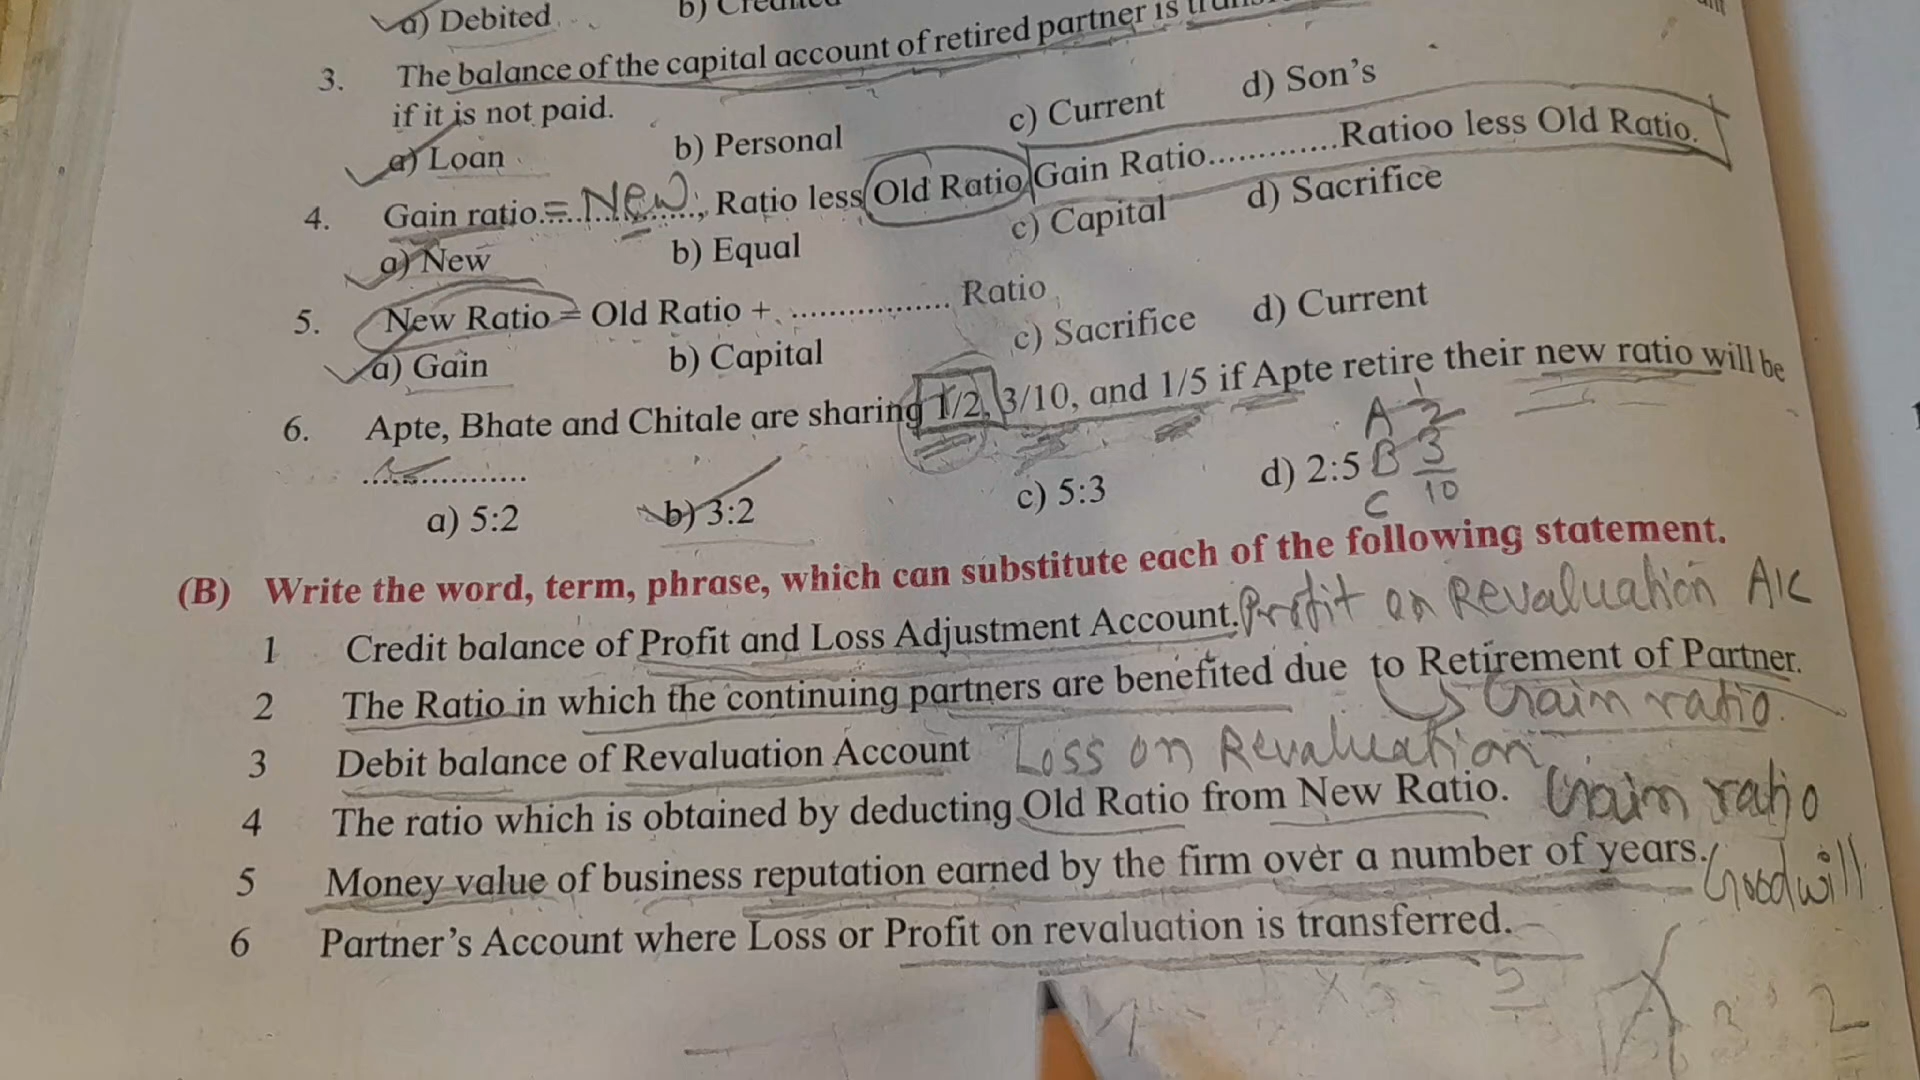 a) Debited b)
3. The balance of the capital account of retired partner is
if it is not paid.
a) Loan b) Personal c) Current d) Son's
4. Gain ratio.=...New..., Ratio less Old Ratio Gain Ratio.............Ratioo less Old Ratio.
a) New b) Equal c) Capital d) Sacrifice
5. New Ratio = Old Ratio + ................. Ratio
a) Gain b) Capital c) Sacrifice d) Current
6. Apte, Bhate and Chitale are sharing 1/2, 3/10, and 1/5 if Apte retire their new ratio will be
..................
A 1/2
B 3/10
C
a) 5:2 b) 3:2 c) 5:3 d) 2:5
(B) Write the word, term, phrase, which can substitute each of the following statement.
1 Credit balance of Profit and Loss Adjustment Account. Profit on Revaluation A/C
2 The Ratio in which the continuing partners are benefited due to Retirement of Partner.
Gain ratio.
3 Debit balance of Revaluation Account Loss on Revaluation
4 The ratio which is obtained by deducting Old Ratio from New Ratio. Gain ratio
5 Money value of business reputation earned by the firm over a number of years. Goodwill
6 Partner's Account where Loss or Profit on revaluation is transferred.
3 : 2